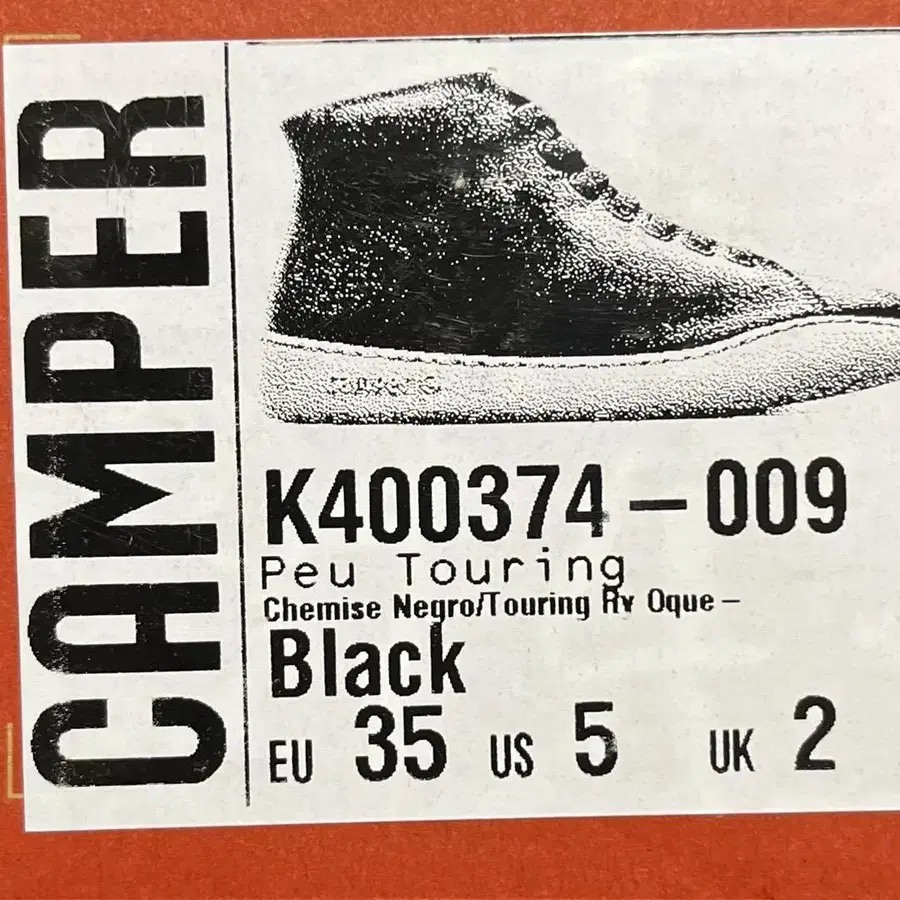 CAMPER
K400374-009
Peu Touring
Chemise Negro/Touring Rv Oque-
Black
EU 35 US 5 UK 2